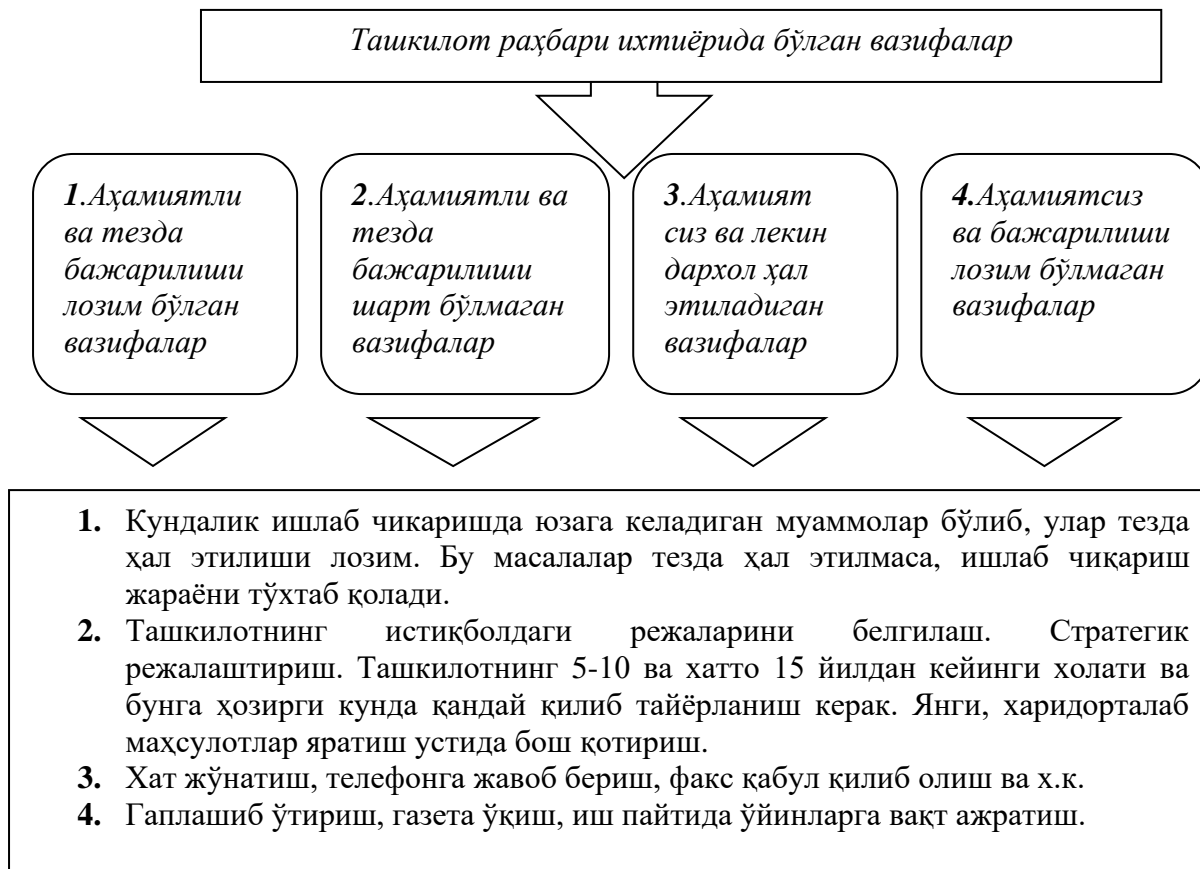 Ташкилот раҳбари ихтиёрида бўлган вазифалар
1.Аҳамиятли
ва тезда
бажарилиши
лозим бўлган
вазифалар
2.Аҳамиятли ва
тезда
бажарилиши
шарт бўлмаган
вазифалар
3.Аҳамият
сиз ва лекин
дархол ҳал
этиладиган
вазифалар
4.Аҳамиятсиз
ва бажарилиши
лозим бўлмаган
вазифалар
1. Кундалик ишлаб чикаришда юзага келадиган муаммолар бўлиб, улар тезда
ҳал этилиши лозим. Бу масалалар тезда ҳал этилмаса, ишлаб чиқариш
жараёни тўхтаб қолади.
2. Ташкилотнинг истиқболдаги режаларини белгилаш. Стратегик
режалаштириш. Ташкилотнинг 5-10 ва хатто 15 йилдан кейинги холати ва
бунга ҳозирги кунда қандай қилиб тайёрланиш керак. Янги, харидорталаб
маҳсулотлар яратиш устида бош қотириш.
3. Хат жўнатиш, телефонга жавоб бериш, факс қабул қилиб олиш ва х.к.
4. Гаплашиб ўтириш, газета ўқиш, иш пайтида ўйинларга вақт ажратиш.